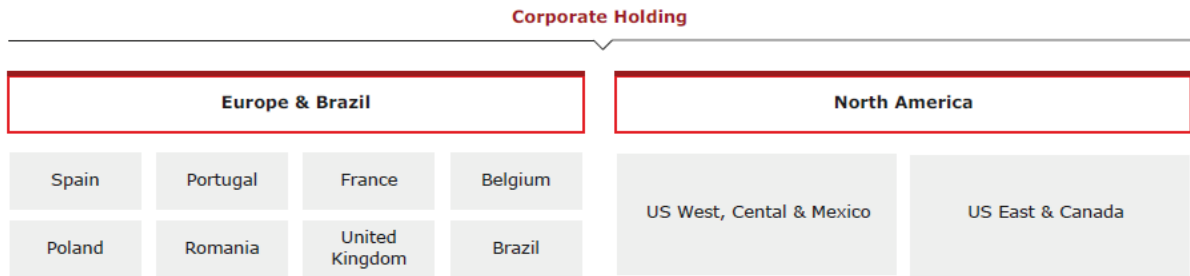 Corporate Holding
Europe & Brazil
North America
Spain
Portugal
France
Belgium
US West, Cental & Mexico
US East & Canada
Poland
Romania
United
Kingdom
Brazil